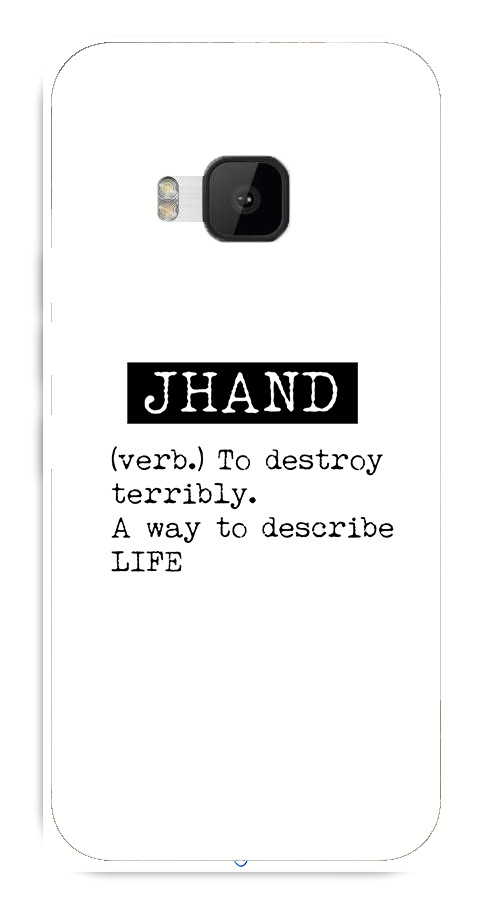 JHAND
(verb.) To destroy
terribly.
A way to describe
LIFE